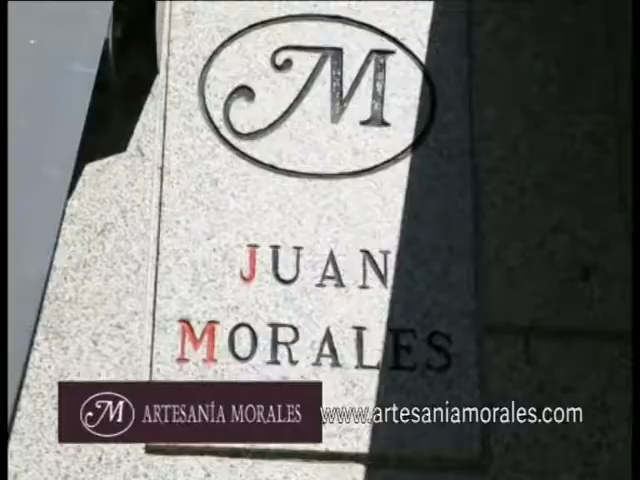 M
JUAN
MORALES
M ARTESANÍA MORALES
www.artesaniamorales.com